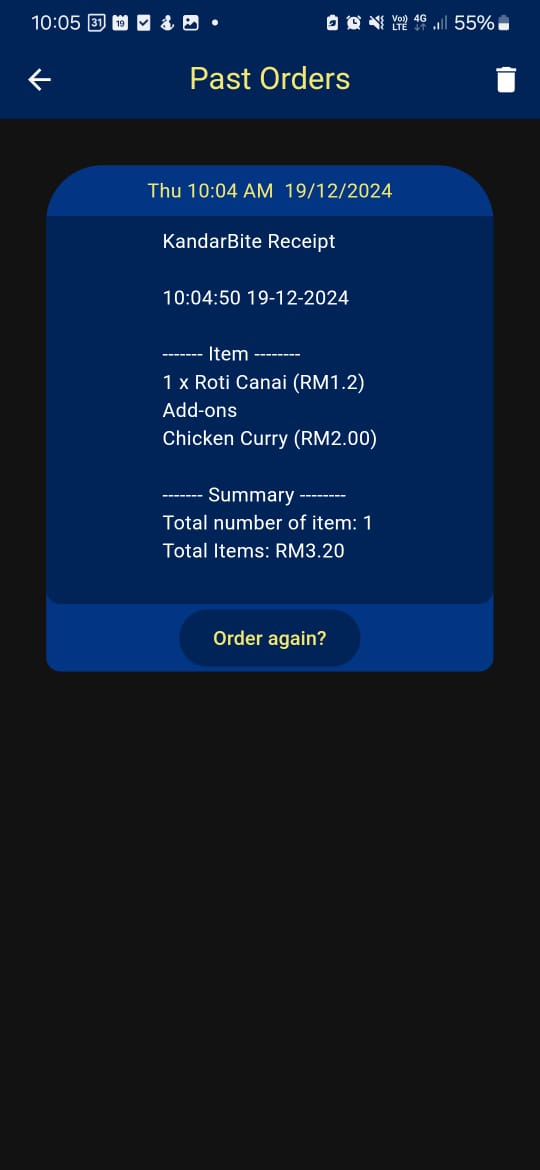 10:05 31 19 Vo) LTE 4G 55%
Past Orders
Thu 10:04 AM 19/12/2024
KandarBite Receipt
10:04:50 19-12-2024
------- Item --------
1 x Roti Canai (RM1.2)
Add-ons
Chicken Curry (RM2.00)
------- Summary --------
Total number of item: 1
Total Items: RM3.20
Order again?